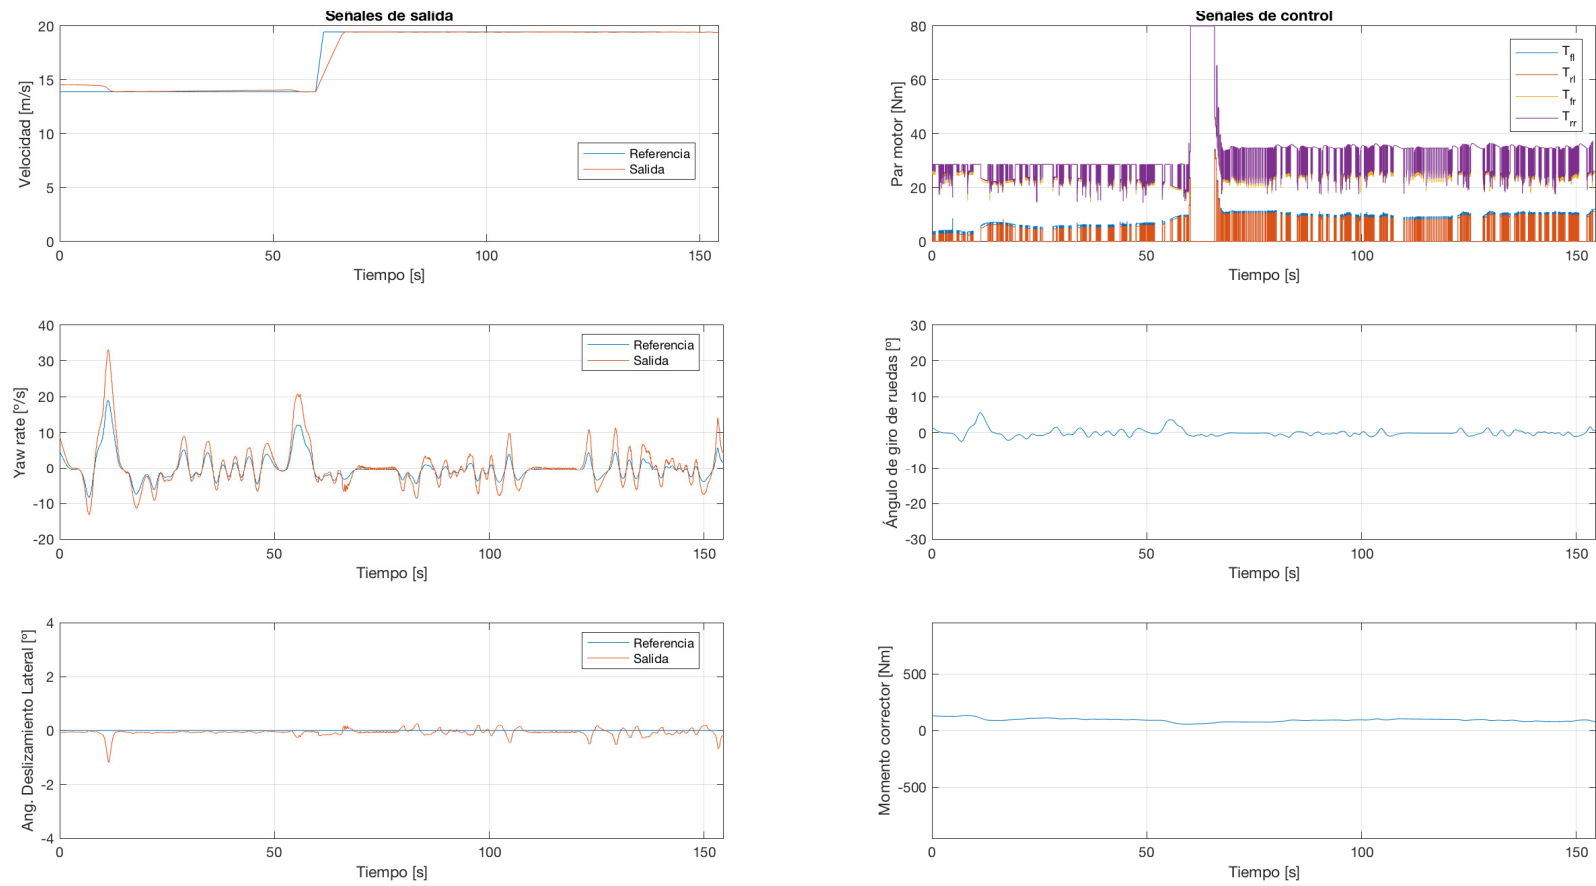 Señales de salida
Velocidad [m/s]
20
15
10
5
0
Referencia
Salida
0
50
100
150
Tiempo [s]
Señales de control
Par motor [Nm]
80
60
40
20
0
T_fl
T_rl
T_fr
T_rr
0
50
100
150
Tiempo [s]
Yaw rate [º/s]
40
30
20
10
0
-10
-20
Referencia
Salida
0
50
100
150
Tiempo [s]
Ángulo de giro de ruedas [º]
30
20
10
0
-10
-20
-30
0
50
100
150
Tiempo [s]
Ang. Deslizamiento Lateral [º]
4
2
0
-2
-4
Referencia
Salida
0
50
100
150
Tiempo [s]
Momento corrector [Nm]
500
0
-500
0
50
100
150
Tiempo [s]